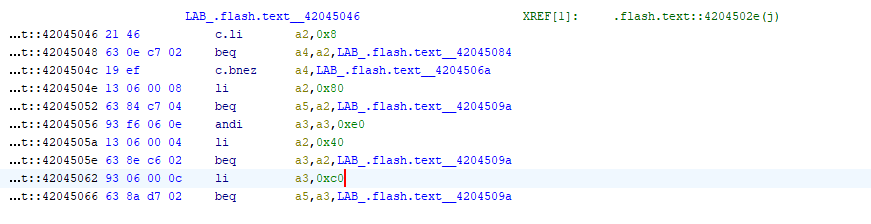 LAB_.flash.text__42045046 XREF[1]: .flash.text::4204502e(j)
...t::42045046 21 46 c.li a2,0x8
...t::42045048 63 0e c7 02 beq a4,a2,LAB_.flash.text__42045084
...t::4204504c 19 ef c.bnez a4,LAB_.flash.text__4204506a
...t::4204504e 13 06 00 08 li a2,0x80
...t::42045052 63 84 c7 04 beq a5,a2,LAB_.flash.text__4204509a
...t::42045056 93 f6 06 0e andi a3,a3,0xe0
...t::4204505a 13 06 00 04 li a2,0x40
...t::4204505e 63 8e c6 02 beq a3,a2,LAB_.flash.text__4204509a
...t::42045062 93 06 00 0c li a3,0xc0
...t::42045066 63 8a d7 02 beq a5,a3,LAB_.flash.text__4204509a